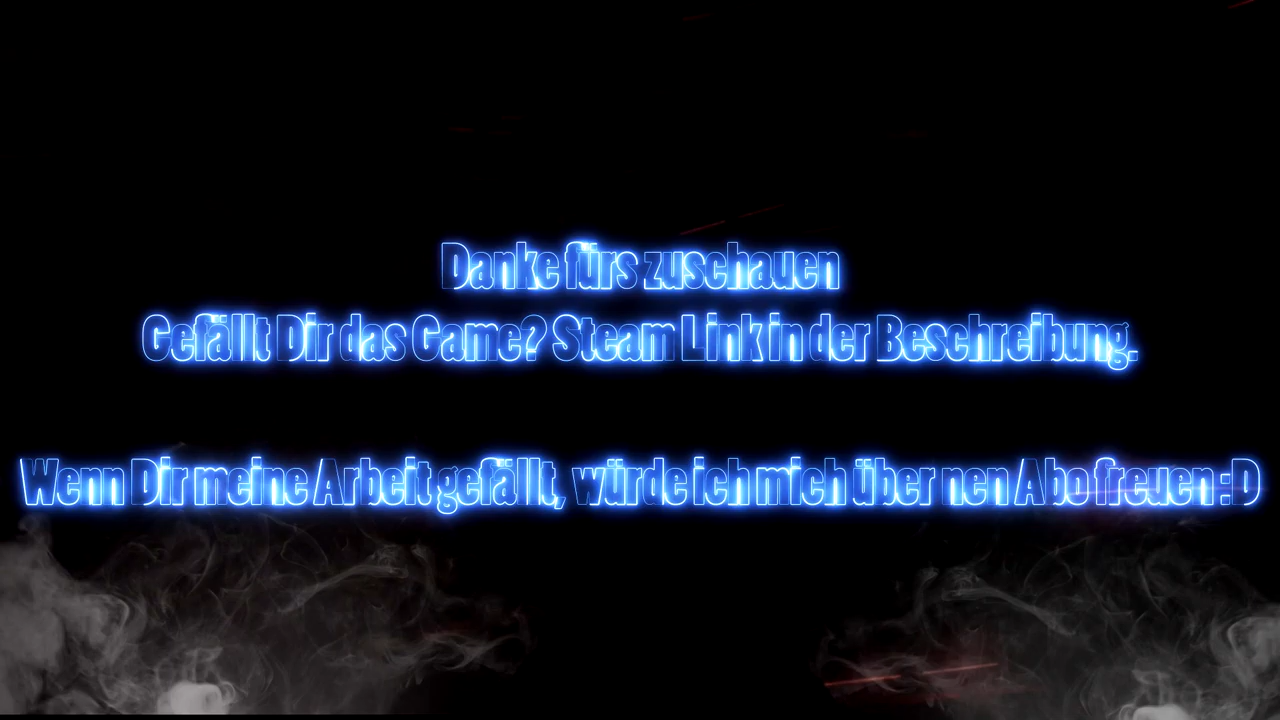 Danke fürs zuschauen
Gefällt Dir das Game? Steam Link in der Beschreibung.
Wenn Dir meine Arbeit gefällt, würde ich mich über nen Abo freuen :D